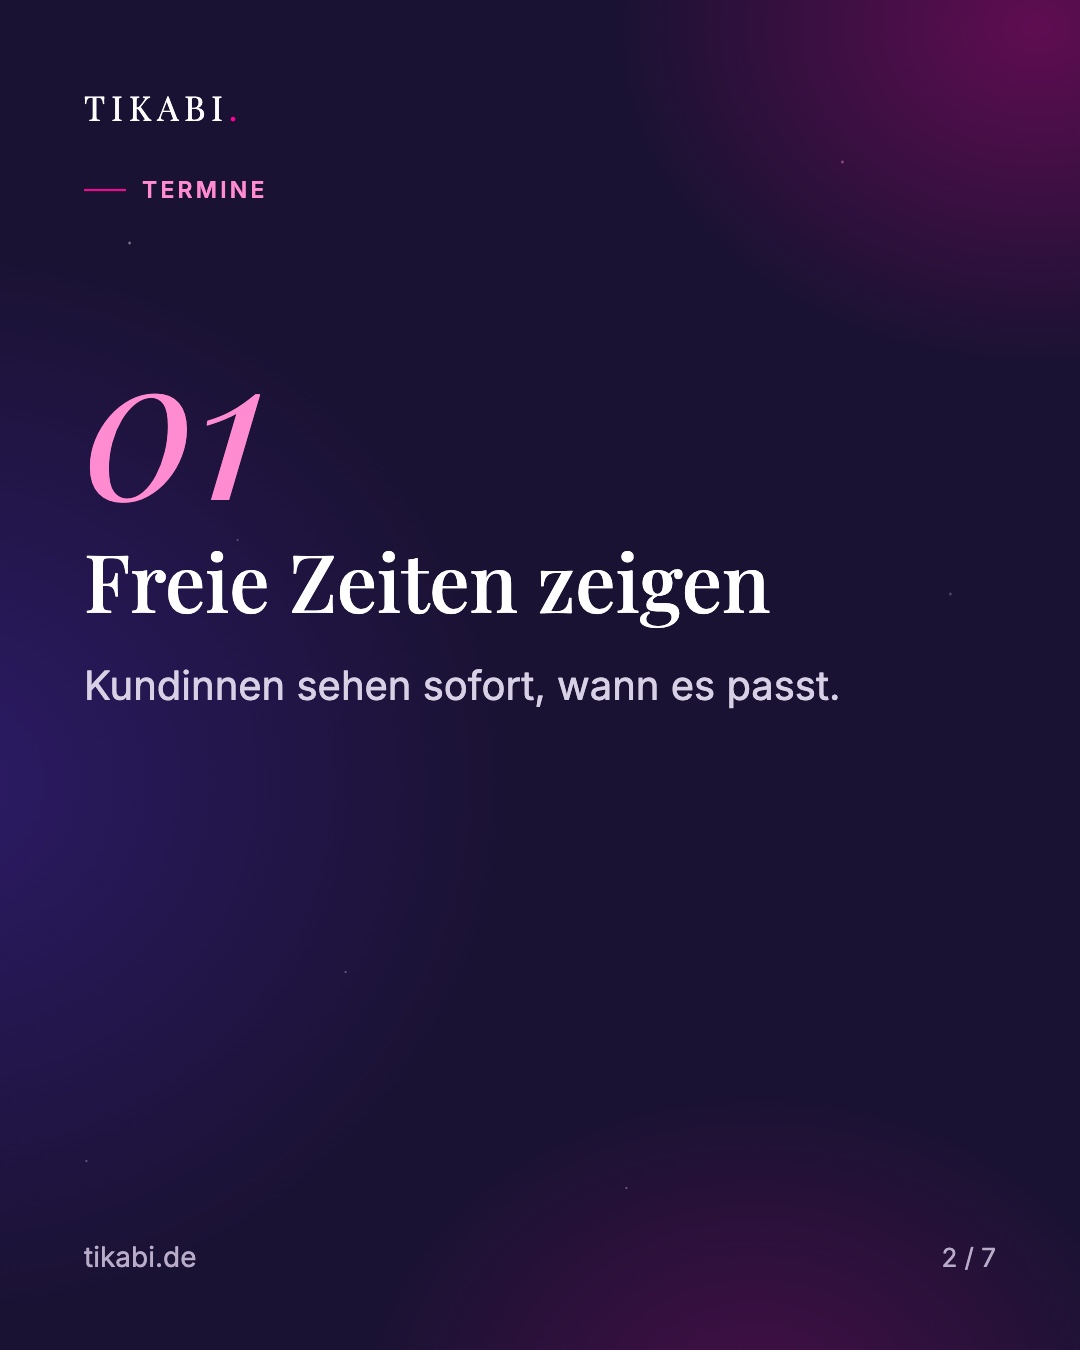 TIKABI.
TERMINE
01
Freie Zeiten zeigen
Kundinnen sehen sofort, wann es passt.
tikabi.de
2 / 7